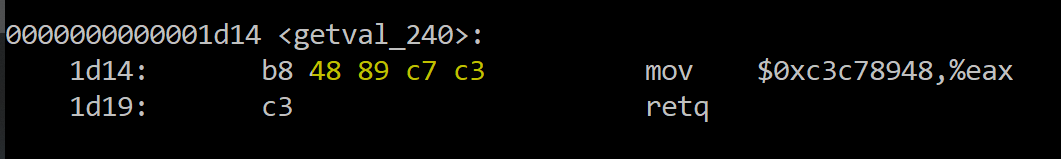 0000000000001d14 <getval_240>:
1d14: b8 48 89 c7 c3 mov $0xc3c78948,%eax
1d19: c3 retq